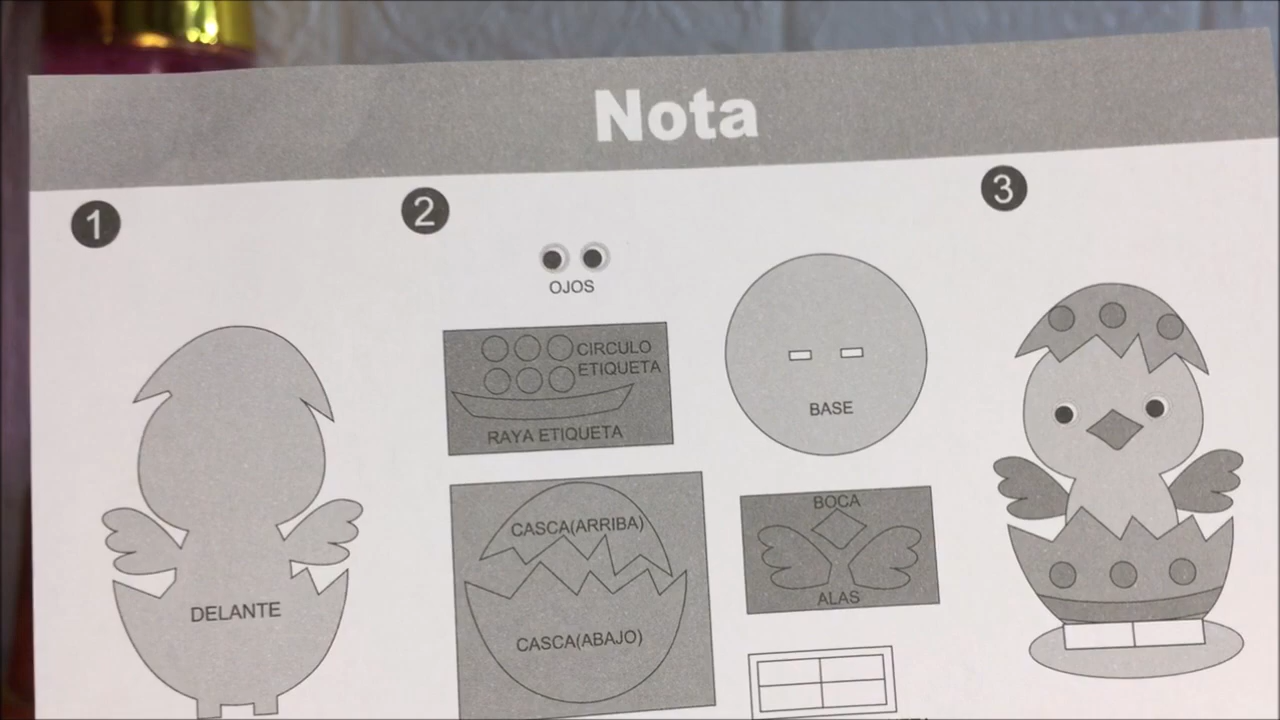 Nota
1
2
3
OJOS
CIRCULO
ETIQUETA
RAYA ETIQUETA
BASE
CASCA(ARRIBA)
CASCA(ABAJO)
BOCA
ALAS
DELANTE